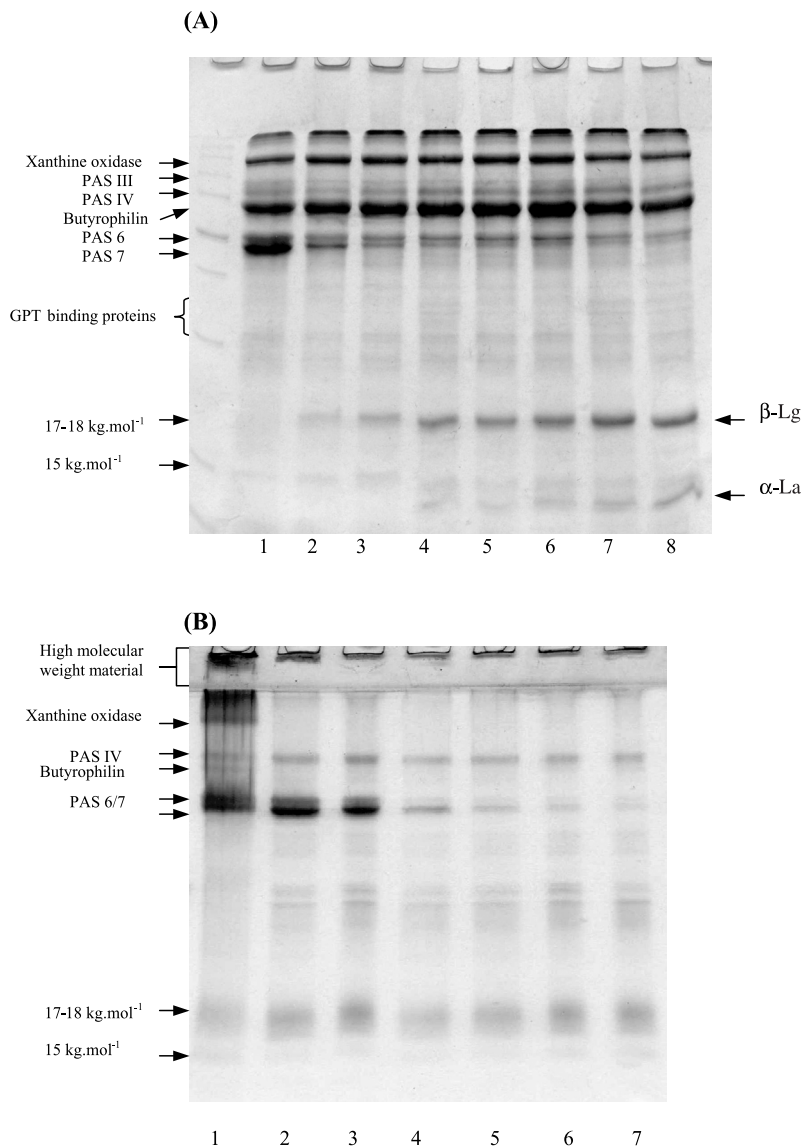 (A)
Xanthine oxidase
PAS III
PAS IV
Butyrophilin
PAS 6
PAS 7
GPT binding proteins
17-18 kg.mol⁻¹
15 kg.mol⁻¹
β-Lg
α-La
1 2 3 4 5 6 7 8
(B)
High molecular
weight material
Xanthine oxidase
PAS IV
Butyrophilin
PAS 6/7
17-18 kg.mol⁻¹
15 kg.mol⁻¹
1 2 3 4 5 6 7